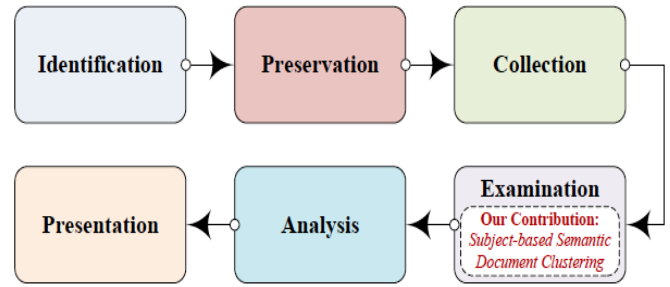 Identification
Preservation
Collection
Examination
Our Contribution:
Subject-based Semantic
Document Clustering
Analysis
Presentation